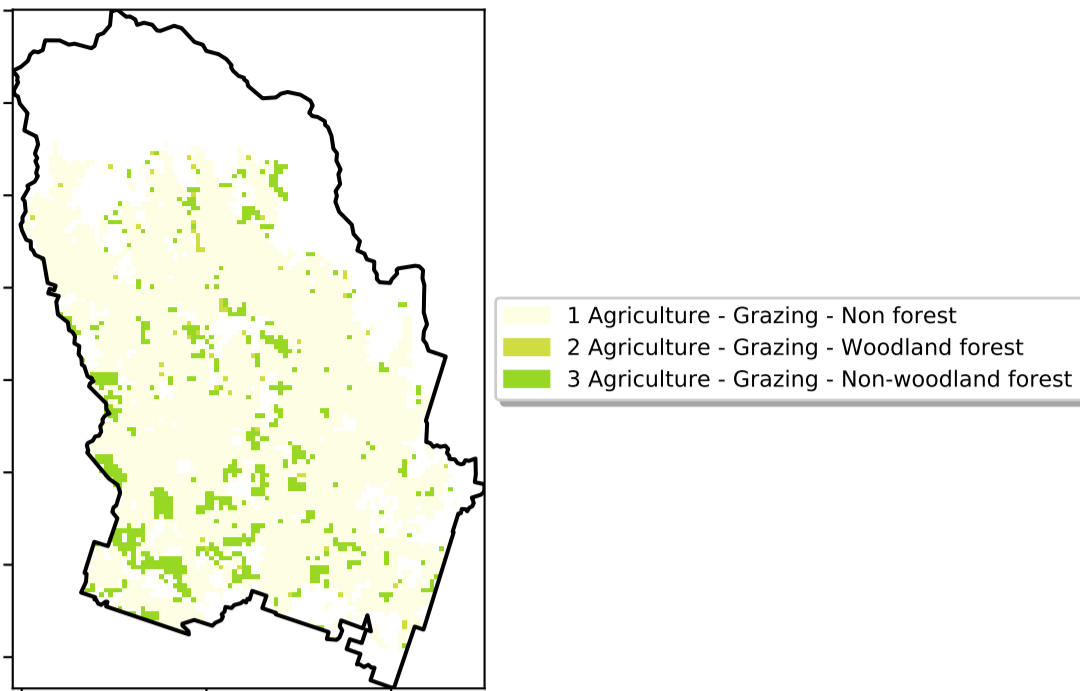 1 Agriculture - Grazing - Non forest
2 Agriculture - Grazing - Woodland forest
3 Agriculture - Grazing - Non-woodland forest